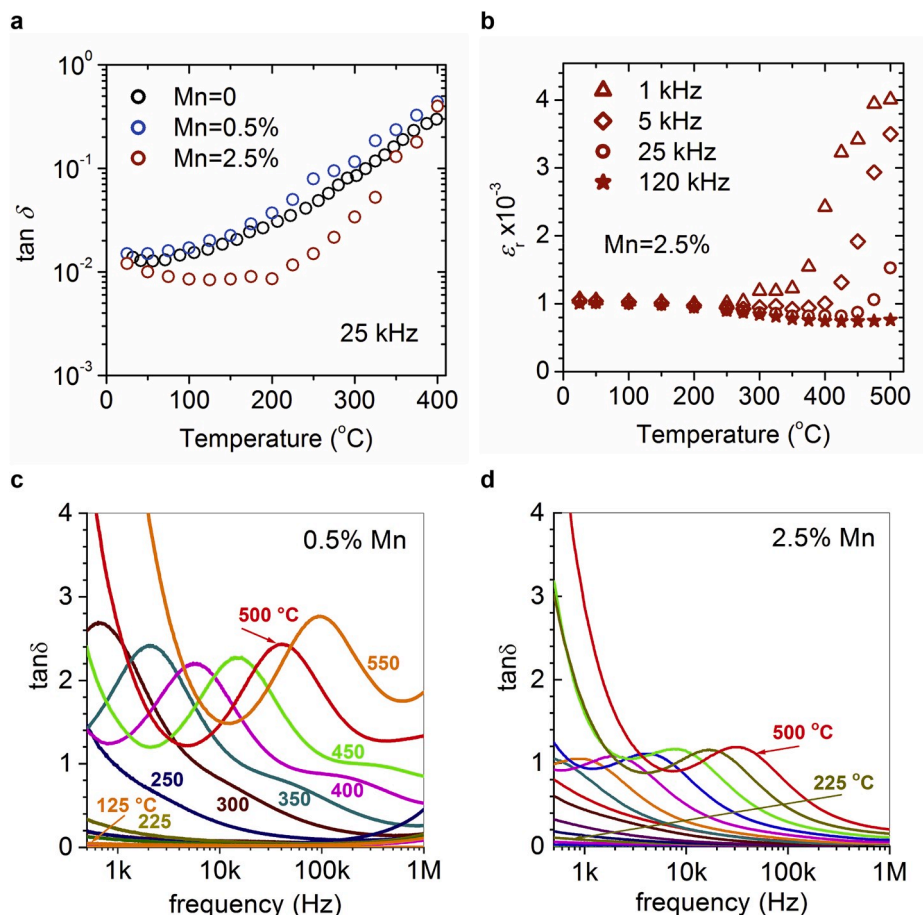 a
10⁰
10⁻¹
10⁻²
10⁻³
tan δ
Mn=0
Mn=0.5%
Mn=2.5%
25 kHz
0 100 200 300 400
Temperature (°C)
b
4
3
2
1
0
εᵣ x10⁻³
1 kHz
5 kHz
25 kHz
120 kHz
Mn=2.5%
0 100 200 300 400 500
Temperature (°C)
c
4
3
2
1
0
tanδ
0.5% Mn
500 °C
550
450
400
350
300
250
125 °C
225
1k 10k 100k 1M
frequency (Hz)
d
4
3
2
1
0
tanδ
2.5% Mn
500 °C
225 °C
1k 10k 100k 1M
frequency (Hz)